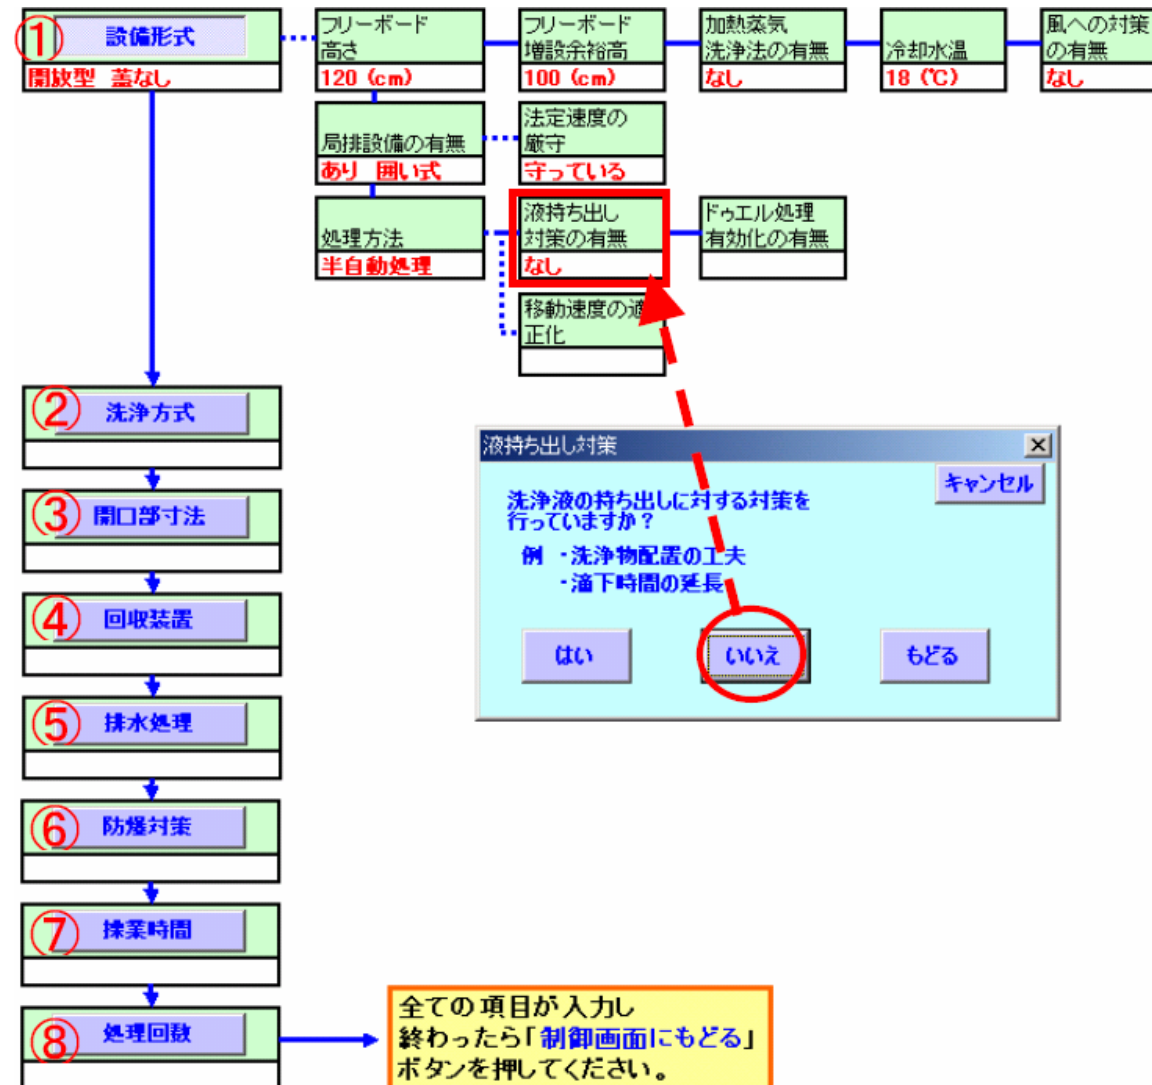 ① 設備形式
開放型 蓋なし
フリーボード
高さ
120 (cm)
フリーボード
増設余裕高
100 (cm)
加熱蒸気
洗浄法の有無
なし
冷却水温
18 (℃)
風への対策
の有無
なし
局排設備の有無
あり 囲い式
法定速度の
厳守
守っている
処理方法
半自動処理
液持ち出し
対策の有無
なし
ドゥエル処理
有効化の有無
移動速度の適
正化
② 洗浄方式
③ 開口部寸法
④ 回収装置
⑤ 排水処理
⑥ 防爆対策
⑦ 操業時間
⑧ 処理回数
液持ち出し対策
キャンセル
洗浄液の持ち出しに対する対策を
行っていますか？
例 ・洗浄物配置の工夫
・滴下時間の延長
はい
いいえ
もどる
全ての項目が入力し
終わったら「制御画面にもどる」
ボタンを押してください。